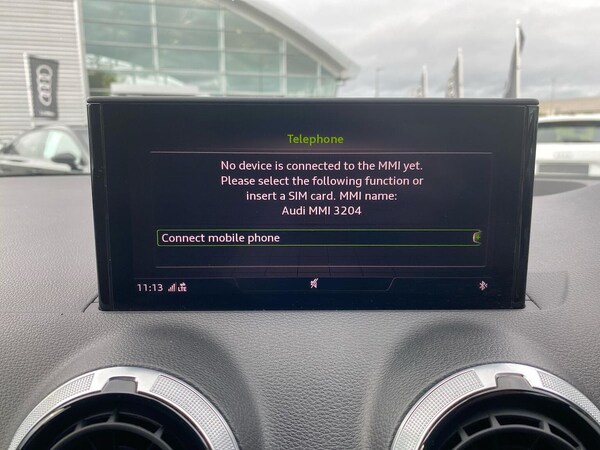 Telephone
No device is connected to the MMI yet.
Please select the following function or
insert a SIM card. MMI name:
Audi MMI 3204
Connect mobile phone
11:13 LTE